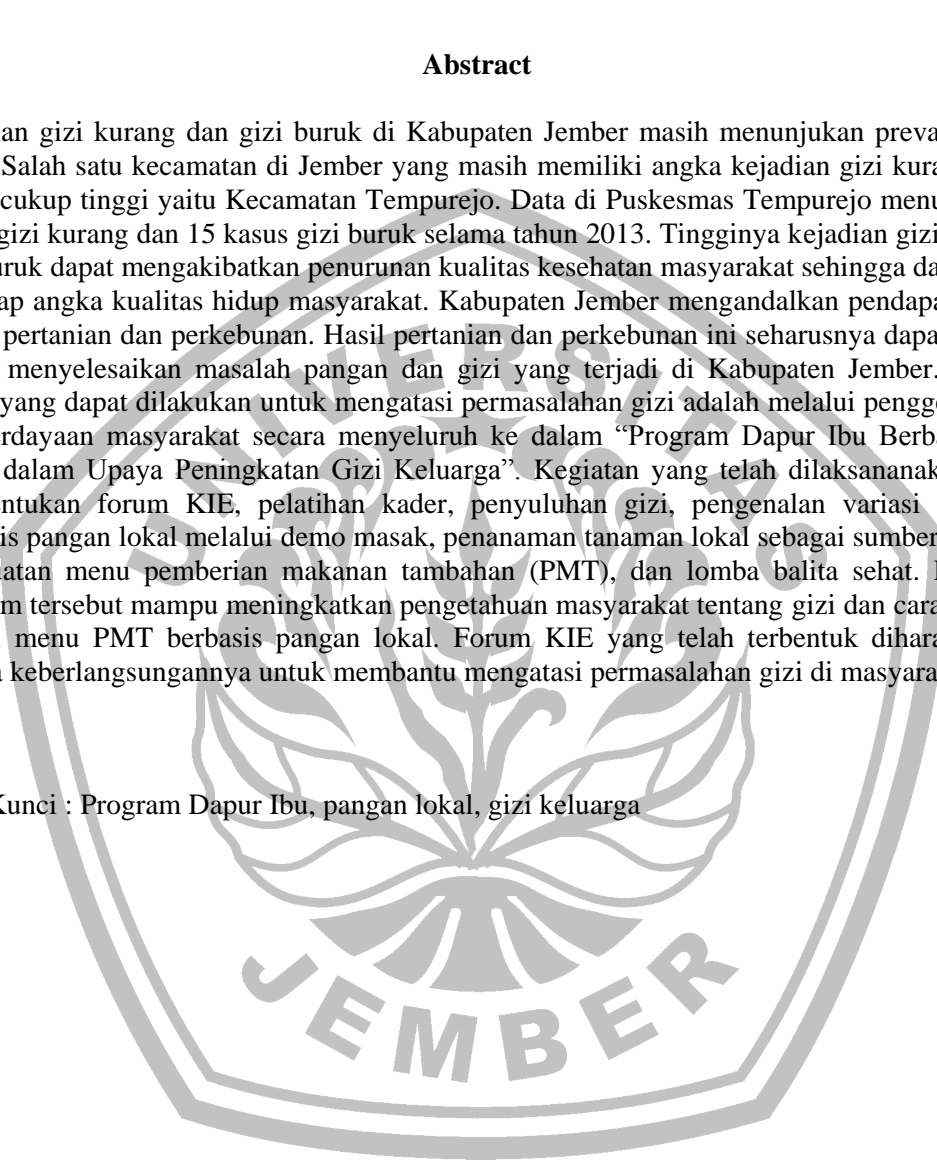 Abstract
an gizi kurang dan gizi buruk di Kabupaten Jember masih menunjukan preva
Salah satu kecamatan di Jember yang masih memiliki angka kejadian gizi kura
cukup tinggi yaitu Kecamatan Tempurejo. Data di Puskesmas Tempurejo menu
gizi kurang dan 15 kasus gizi buruk selama tahun 2013. Tingginya kejadian gizi
uruk dapat mengakibatkan penurunan kualitas kesehatan masyarakat sehingga da
ap angka kualitas hidup masyarakat. Kabupaten Jember mengandalkan pendapa
pertanian dan perkebunan. Hasil pertanian dan perkebunan ini seharusnya dapa
menyelesaikan masalah pangan dan gizi yang terjadi di Kabupaten Jember.
yang dapat dilakukan untuk mengatasi permasalahan gizi adalah melalui pengge
erdayaan masyarakat secara menyeluruh ke dalam “Program Dapur Ibu Berba
dalam Upaya Peningkatan Gizi Keluarga”. Kegiatan yang telah dilaksananak
entukan forum KIE, pelatihan kader, penyuluhan gizi, pengenalan variasi
is pangan lokal melalui demo masak, penanaman tanaman lokal sebagai sumber
uatan menu pemberian makanan tambahan (PMT), dan lomba balita sehat.
m tersebut mampu meningkatkan pengetahuan masyarakat tentang gizi dan cara
menu PMT berbasis pangan lokal. Forum KIE yang telah terbentuk dihara
keberlangsungannya untuk membantu mengatasi permasalahan gizi di masyara
Kunci : Program Dapur Ibu, pangan lokal, gizi keluarga
UNIVERSITAS
JEMBER